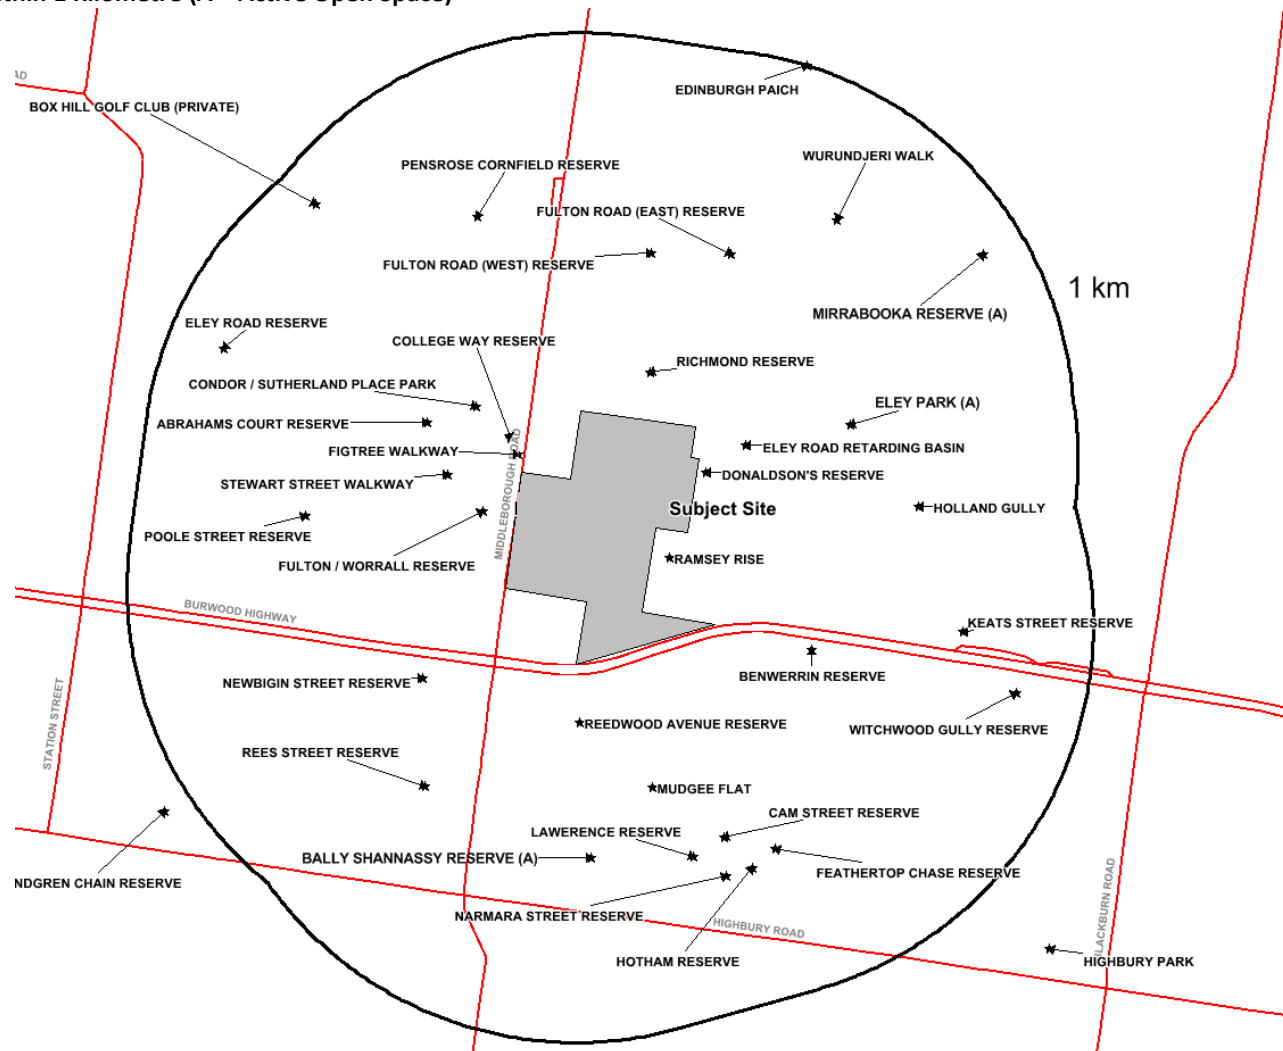 1 kilometre (A - Active Open space)
EDINBURGH PAICH
BOX HILL GOLF CLUB (PRIVATE)
WURUNDJERI WALK
PENSROSE CORNFIELD RESERVE
FULTON ROAD (EAST) RESERVE
FULTON ROAD (WEST) RESERVE
1 km
MIRRABOOKA RESERVE (A)
ELEY ROAD RESERVE
COLLEGE WAY RESERVE
RICHMOND RESERVE
CONDOR / SUTHERLAND PLACE PARK
ELEY PARK (A)
ABRAHAMS COURT RESERVE
FIGTREE WALKWAY
ELEY ROAD RETARDING BASIN
STEWART STREET WALKWAY
DONALDSON'S RESERVE
MIDDLEBOROUGH ROAD
Subject Site
HOLLAND GULLY
POOLE STREET RESERVE
FULTON / WORRALL RESERVE
RAMSEY RISE
BURWOOD HIGHWAY
KEATS STREET RESERVE
NEWBIGIN STREET RESERVE
BENWERRIN RESERVE
STATION STREET
REEDWOOD AVENUE RESERVE
WITCHWOOD GULLY RESERVE
REES STREET RESERVE
MUDGEE FLAT
CAM STREET RESERVE
LAWERENCE RESERVE
BALLY SHANNASSY RESERVE (A)
FEATHERTOP CHASE RESERVE
NDGREN CHAIN RESERVE
NARMARA STREET RESERVE
HIGHBURY ROAD
BLACKBURN ROAD
HOTHAM RESERVE
HIGHBURY PARK